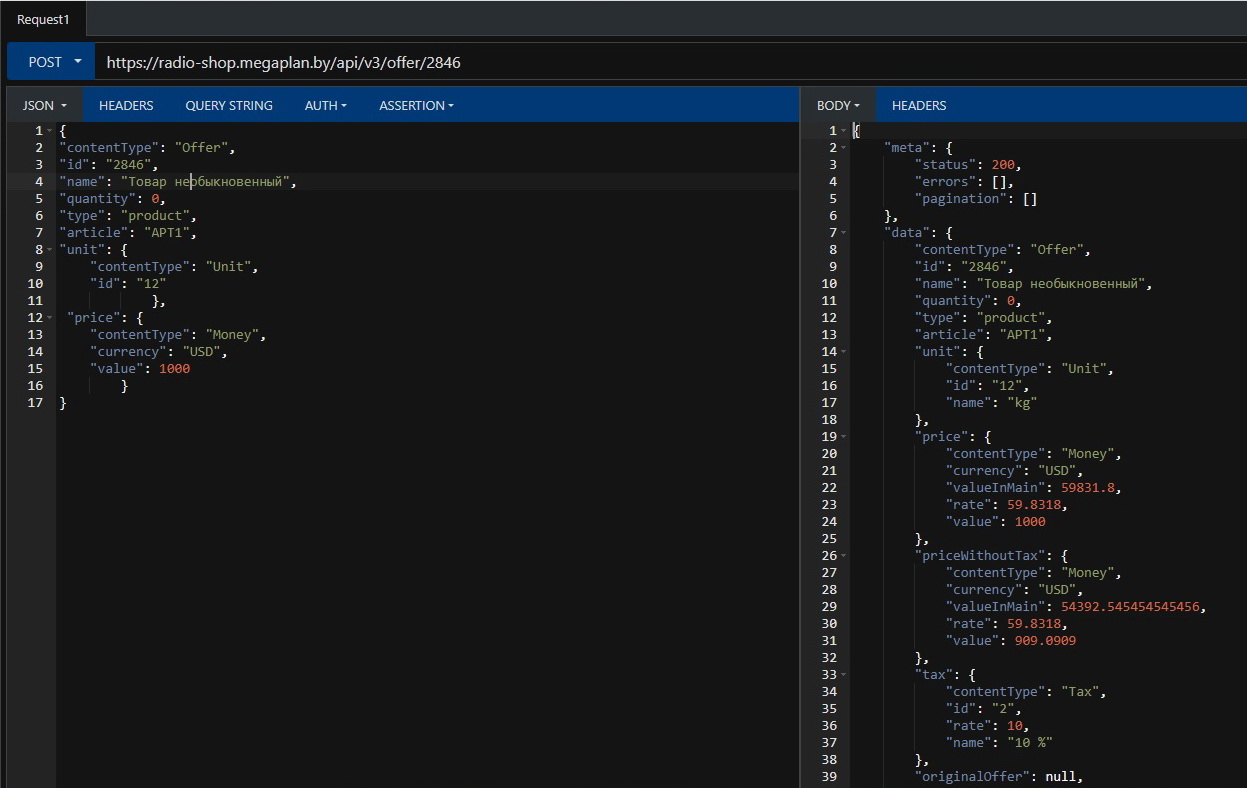 Request1
POST https://radio-shop.megaplan.by/api/v3/offer/2846
JSON HEADERS QUERY STRING AUTH ASSERTION
1 {
2 "contentType": "Offer",
3 "id": "2846",
4 "name": "Товар необыкновенный",
5 "quantity": 0,
6 "type": "product",
7 "article": "АРТ1",
8 "unit": {
9 "contentType": "Unit",
10 "id": "12"
11 },
12 "price": {
13 "contentType": "Money",
14 "currency": "USD",
15 "value": 1000
16 }
17 }
BODY HEADERS
1 {
2 "meta": {
3 "status": 200,
4 "errors": [],
5 "pagination": []
6 },
7 "data": {
8 "contentType": "Offer",
9 "id": "2846",
10 "name": "Товар необыкновенный",
11 "quantity": 0,
12 "type": "product",
13 "article": "АРТ1",
14 "unit": {
15 "contentType": "Unit",
16 "id": "12",
17 "name": "kg"
18 },
19 "price": {
20 "contentType": "Money",
21 "currency": "USD",
22 "valueInMain": 59831.8,
23 "rate": 59.8318,
24 "value": 1000
25 },
26 "priceWithoutTax": {
27 "contentType": "Money",
28 "currency": "USD",
29 "valueInMain": 54392.545454545456,
30 "rate": 59.8318,
31 "value": 909.0909
32 },
33 "tax": {
34 "contentType": "Tax",
35 "id": "2",
36 "rate": 10,
37 "name": "10 %"
38 },
39 "originalOffer": null,